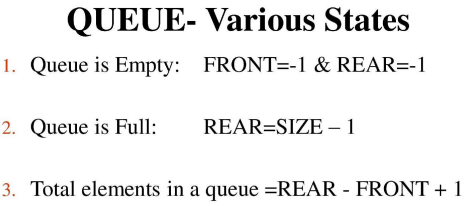 QUEUE- Various States
1. Queue is Empty: FRONT=-1 & REAR=-1
2. Queue is Full: REAR=SIZE – 1
3. Total elements in a queue =REAR - FRONT + 1